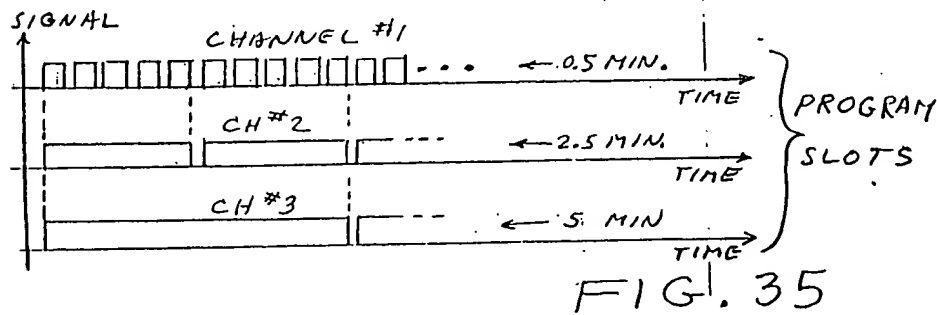 SIGNAL
CHANNEL #1
← 0.5 MIN.
TIME
CH #2
← 2.5 MIN.
TIME
CH #3
← 5. MIN
TIME
PROGRAM
SLOTS
FIG. 35